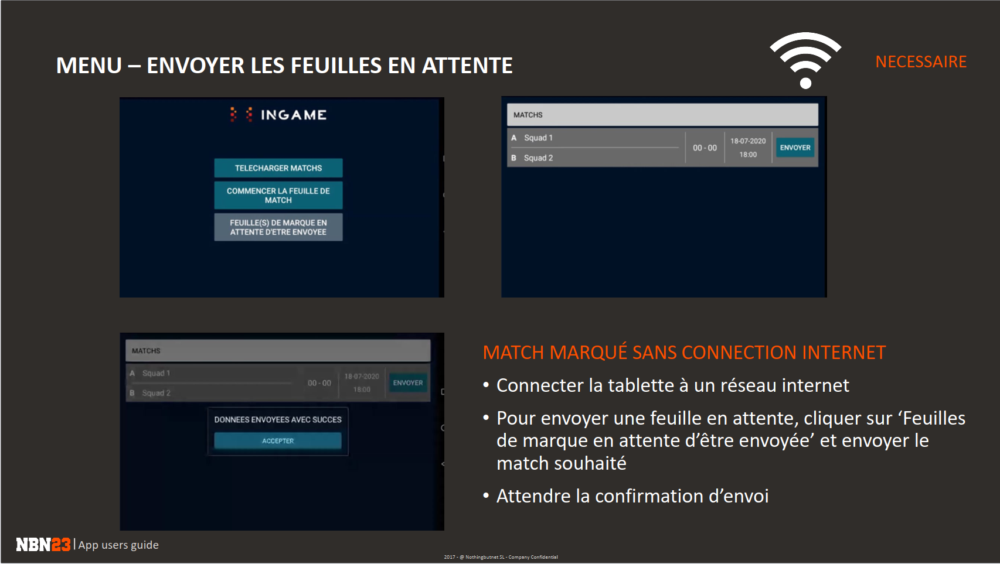 MENU – ENVOYER LES FEUILLES EN ATTENTE
NECESSAIRE
INGAME
TELECHARGER MATCHS
COMMENCER LA FEUILLE DE
MATCH
FEUILLE(S) DE MARQUE EN
ATTENTE D'ETRE ENVOYEE
MATCHS
A Squad 1
B Squad 2
00 - 00
18-07-2020
18:00
ENVOYER
MATCHS
A Squad 1
B Squad 2
00 - 00
18-07-2020
18:00
ENVOYER
DONNEES ENVOYEES AVEC SUCCES
ACCEPTER
MATCH MARQUÉ SANS CONNECTION INTERNET
• Connecter la tablette à un réseau internet
• Pour envoyer une feuille en attente, cliquer sur ‘Feuilles
de marque en attente d’être envoyée’ et envoyer le
match souhaité
• Attendre la confirmation d’envoi
NBN23 | App users guide
2017 - @ Nothingbutnet SL - Company Confidential